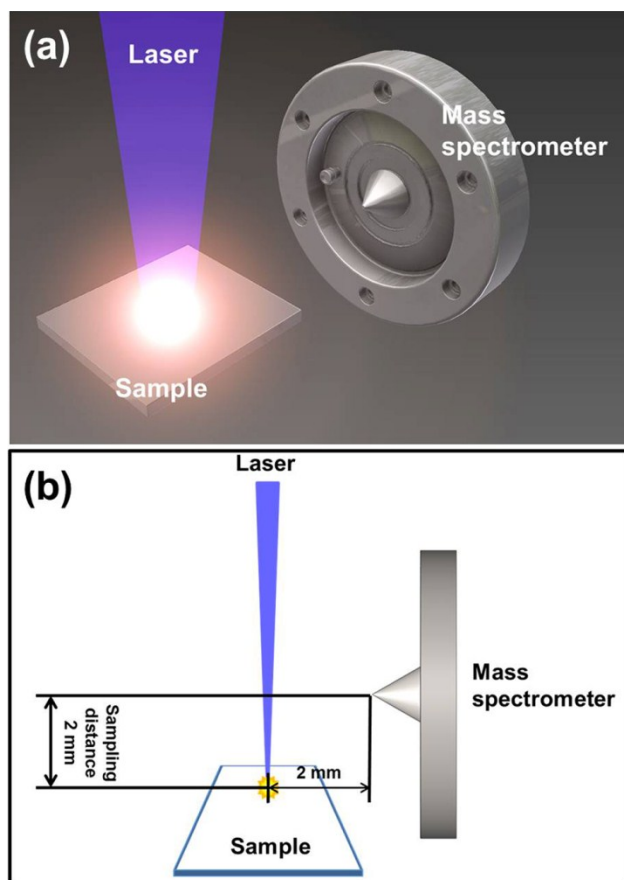 (a)
Laser
Mass
spectrometer
Sample
(b)
Laser
Sampling
distance
2 mm
Mass
spectrometer
2 mm
Sample